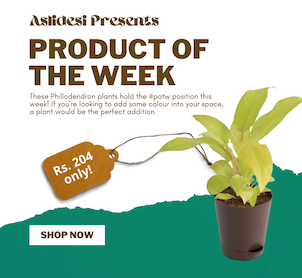 Aslidesi Presents
PRODUCT OF
THE WEEK
These Phillodendron plants hold the #potw position this
week! If you're looking to add some colour into your space,
a plant would be the perfect addition.
Rs. 204
only!
SHOP NOW